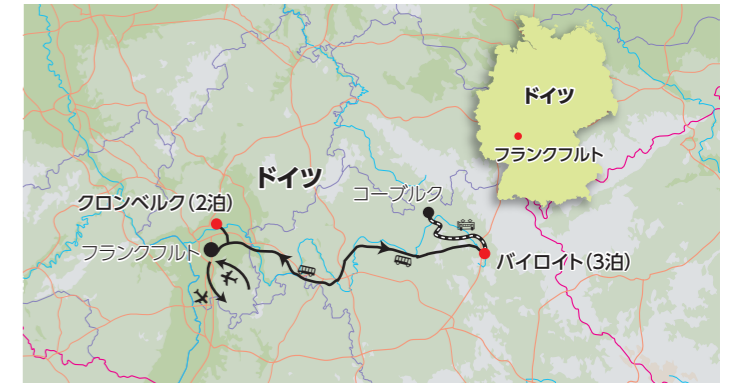 ドイツ
フランクフルト
ドイツ
コーブルク
クロンベルク(2泊)
フランクフルト
バイロイト(3泊)